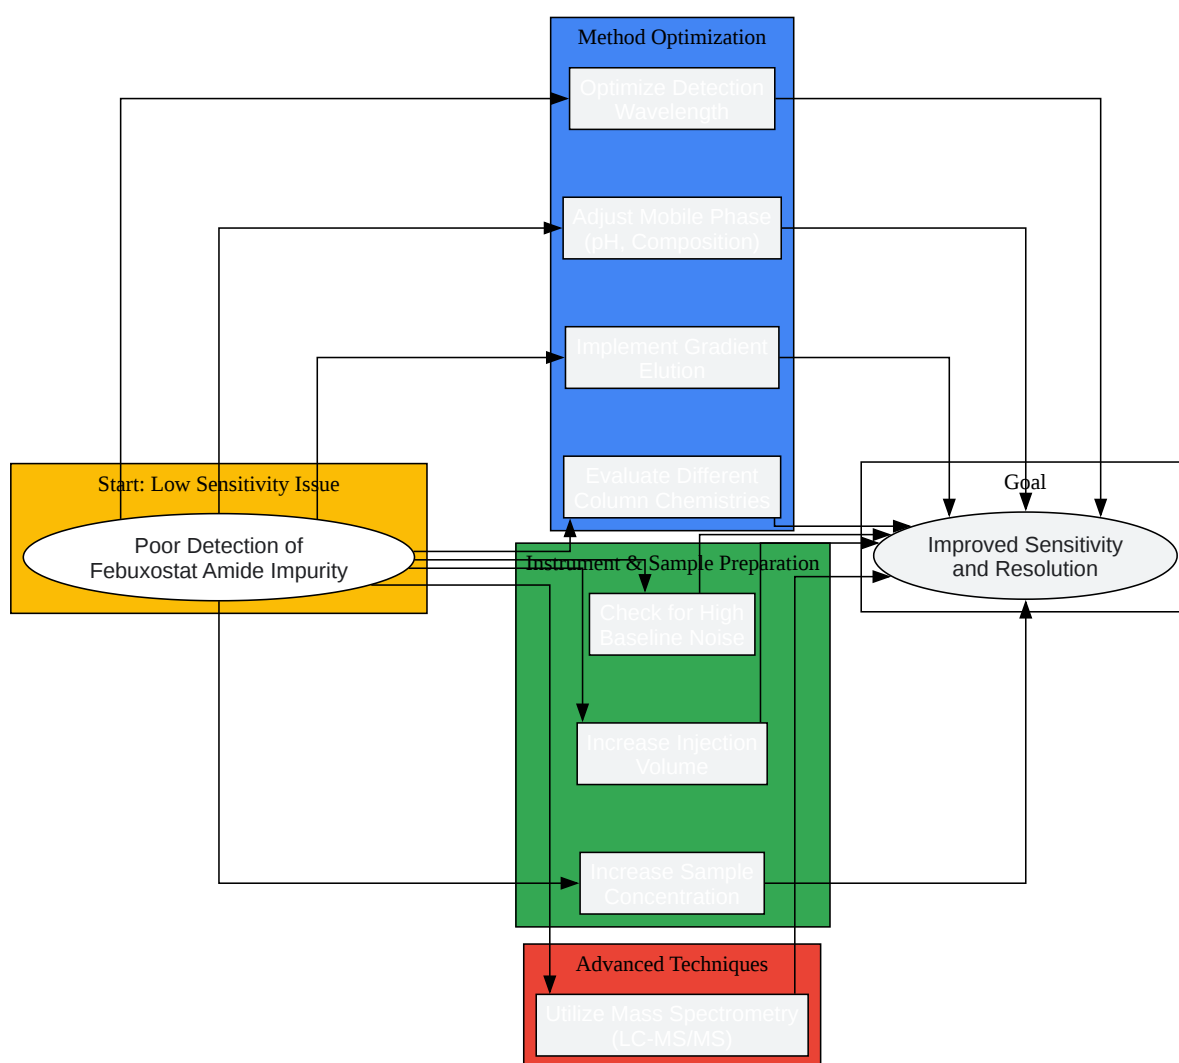 Method Optimization
Optimize Detection
Wavelength
Adjust Mobile Phase
(pH, Composition)
Implement Gradient
Elution
Evaluate Different
Column Chemistries
Start: Low Sensitivity Issue
Poor Detection of
Febuxostat Amide Impurity
Goal
Improved Sensitivity
and Resolution
Instrument & Sample Preparation
Check for High
Baseline Noise
Increase Injection
Volume
Increase Sample
Concentration
Advanced Techniques
Utilize Mass Spectrometry
(LC-MS/MS)